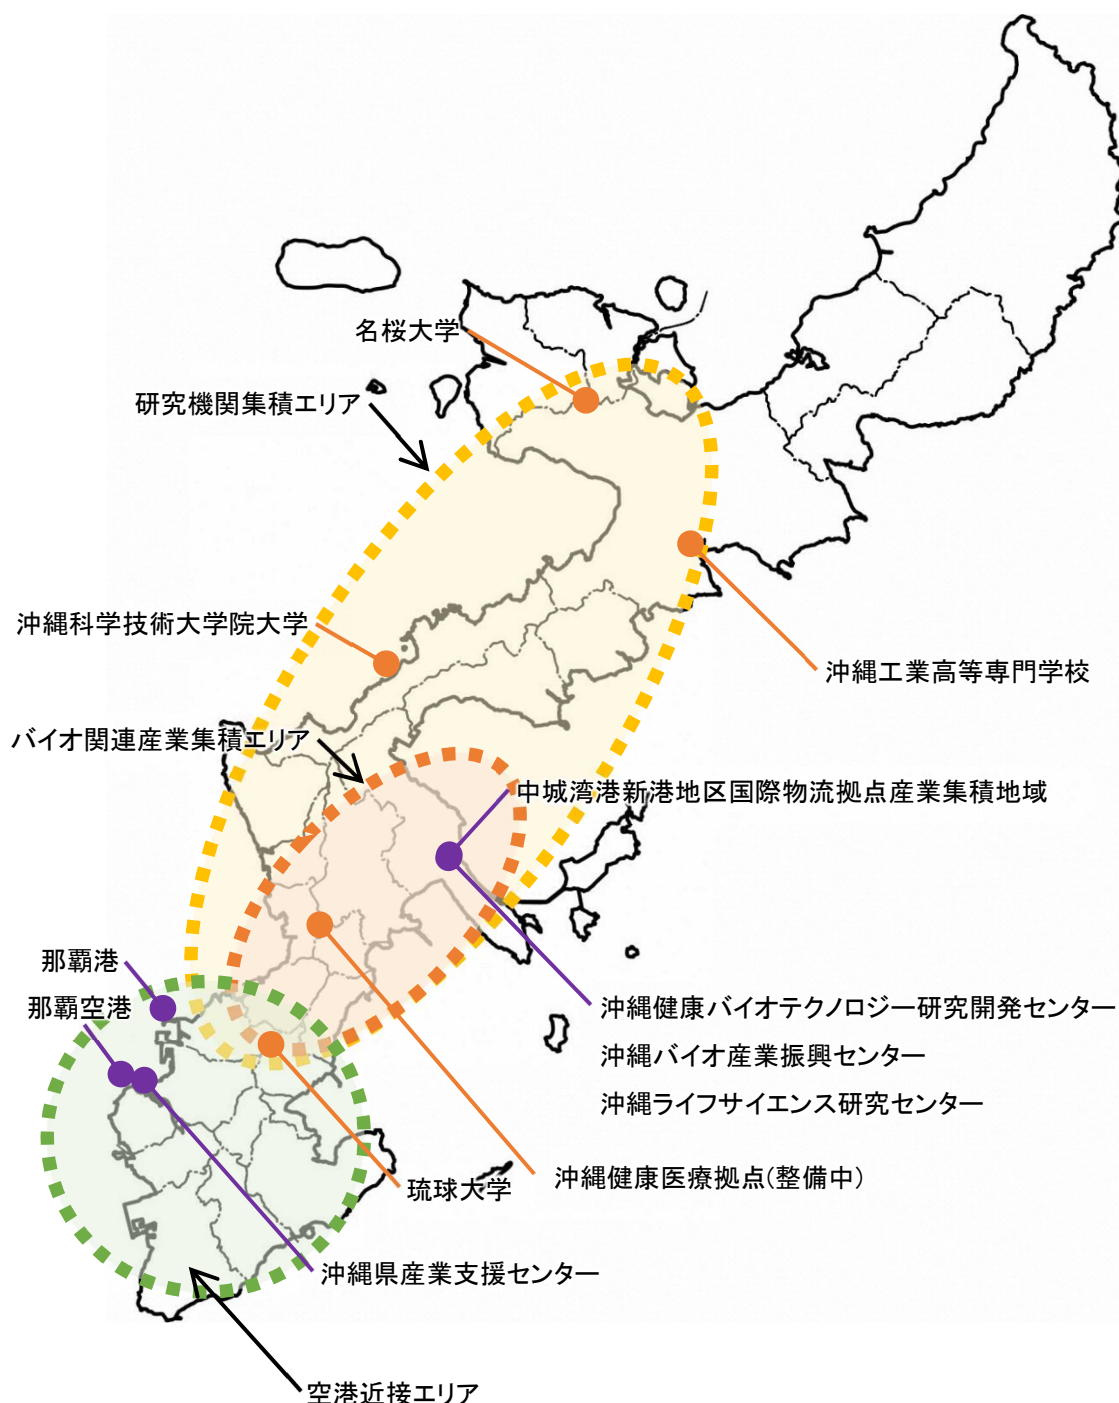 名桜大学
研究機関集積エリア
沖縄科学技術大学院大学
沖縄工業高等専門学校
バイオ関連産業集積エリア
中城湾港新港地区国際物流拠点産業集積地域
那覇港
那覇空港
沖縄健康バイオテクノロジー研究開発センター
沖縄バイオ産業振興センター
沖縄ライフサイエンス研究センター
沖縄健康医療拠点(整備中)
琉球大学
沖縄県産業支援センター
空港近接エリア